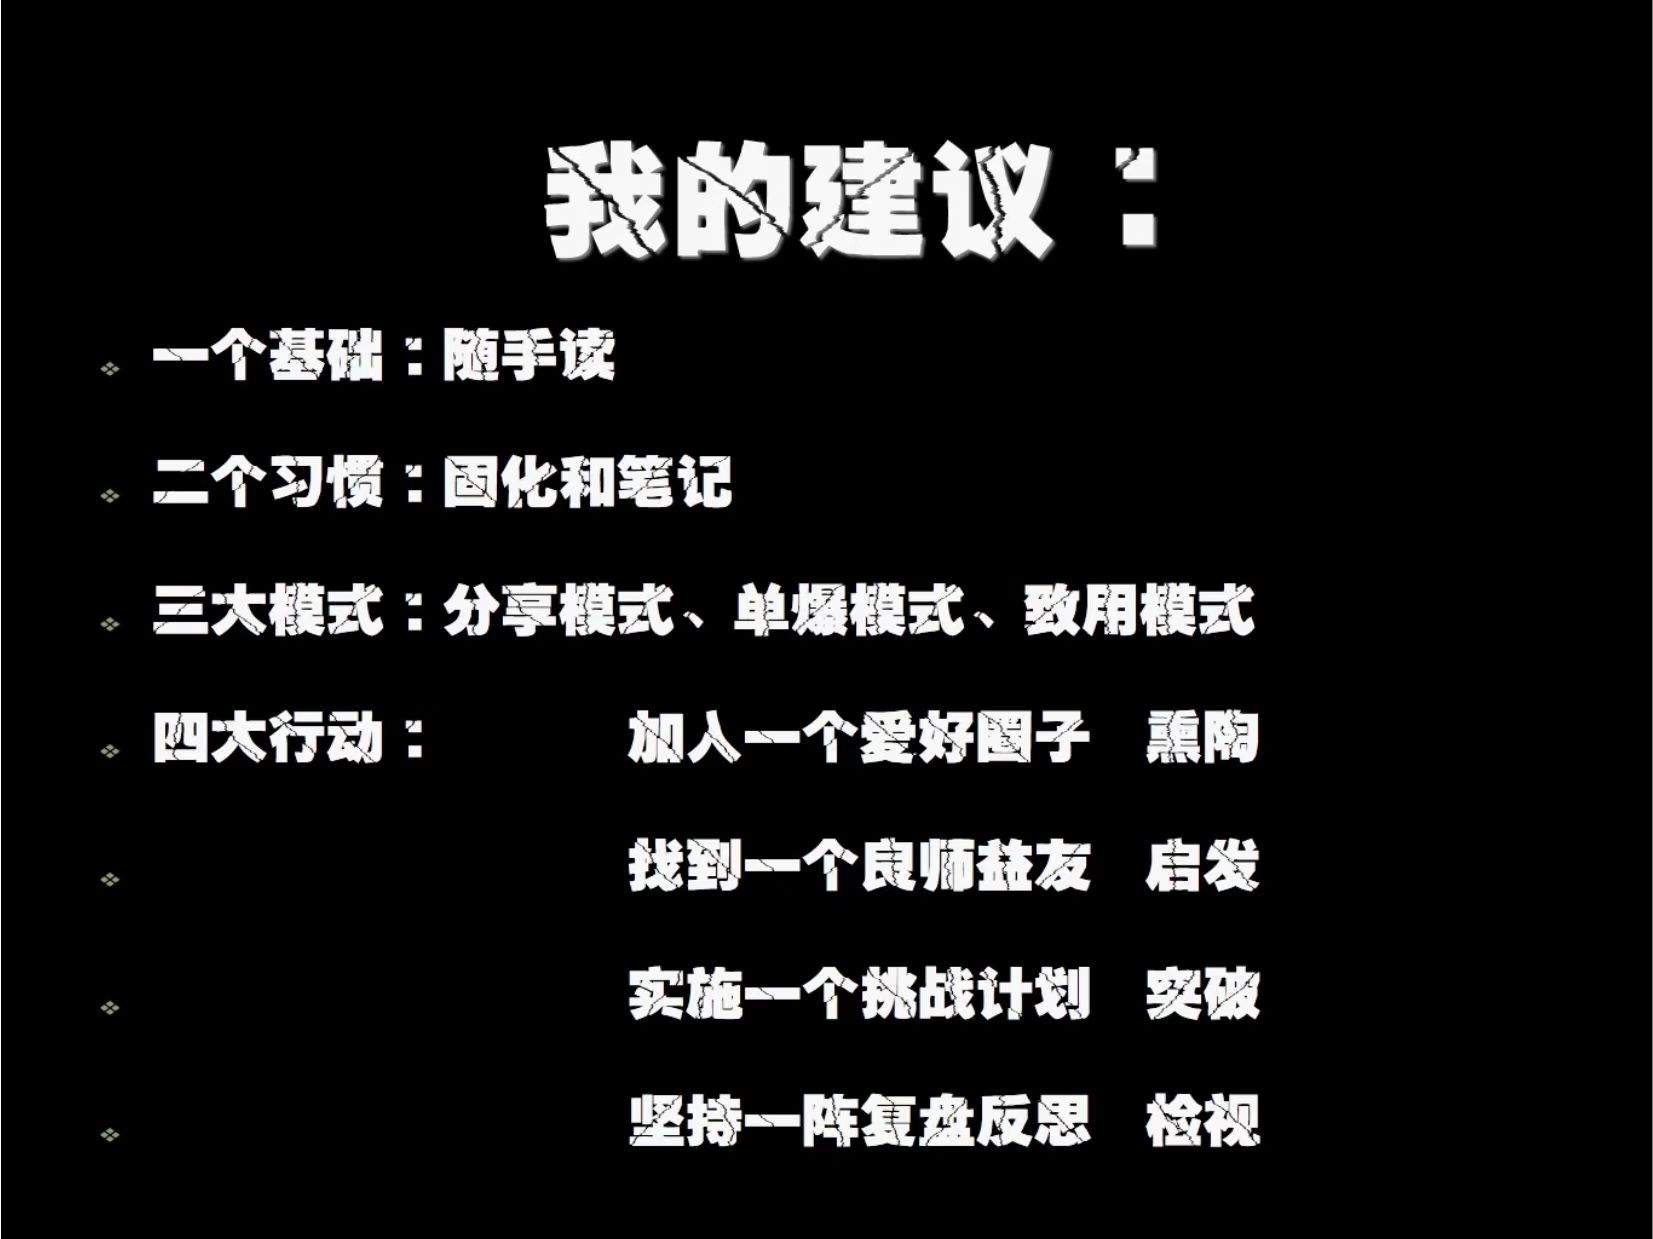 我的建议：
一个基础：随手读
二个习惯：固化和笔记
三大模式：分享模式、单爆模式、致用模式
四大行动： 加入一个爱好圈子 熏陶
找到一个良师益友 启发
实施一个挑战计划 突破
坚持一阵复盘反思 检视